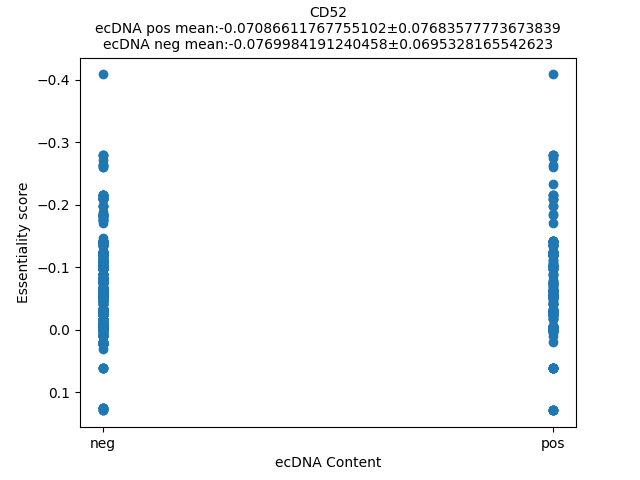 CD52
ecDNA pos mean:-0.07086611767755102±0.07683577773673839
ecDNA neg mean:-0.0769984191240458±0.0695328165542623
Essentiality score
−0.4
−0.3
−0.2
−0.1
0.0
0.1
neg
pos
ecDNA Content